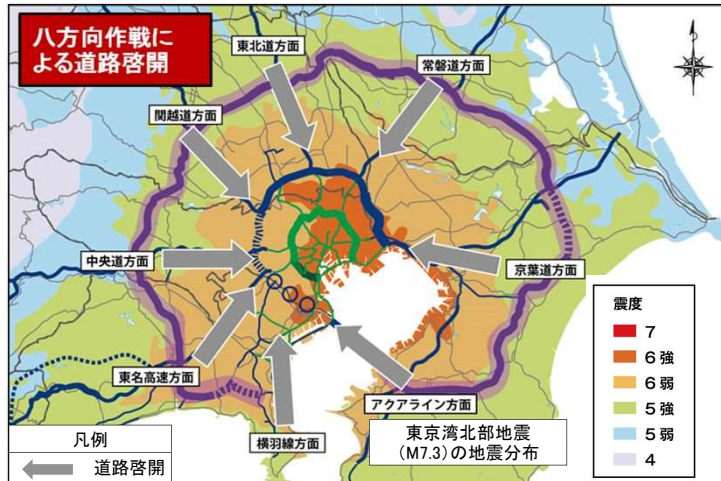 八方向作戦に
よる道路啓開
東北道方面
常磐道方面
関越道方面
中央道方面
京葉道方面
東名高速方面
アクアライン方面
横羽線方面
凡例
道路啓開
東京湾北部地震
（M7.3）の地震分布
震度
7
6強
6弱
5強
5弱
4